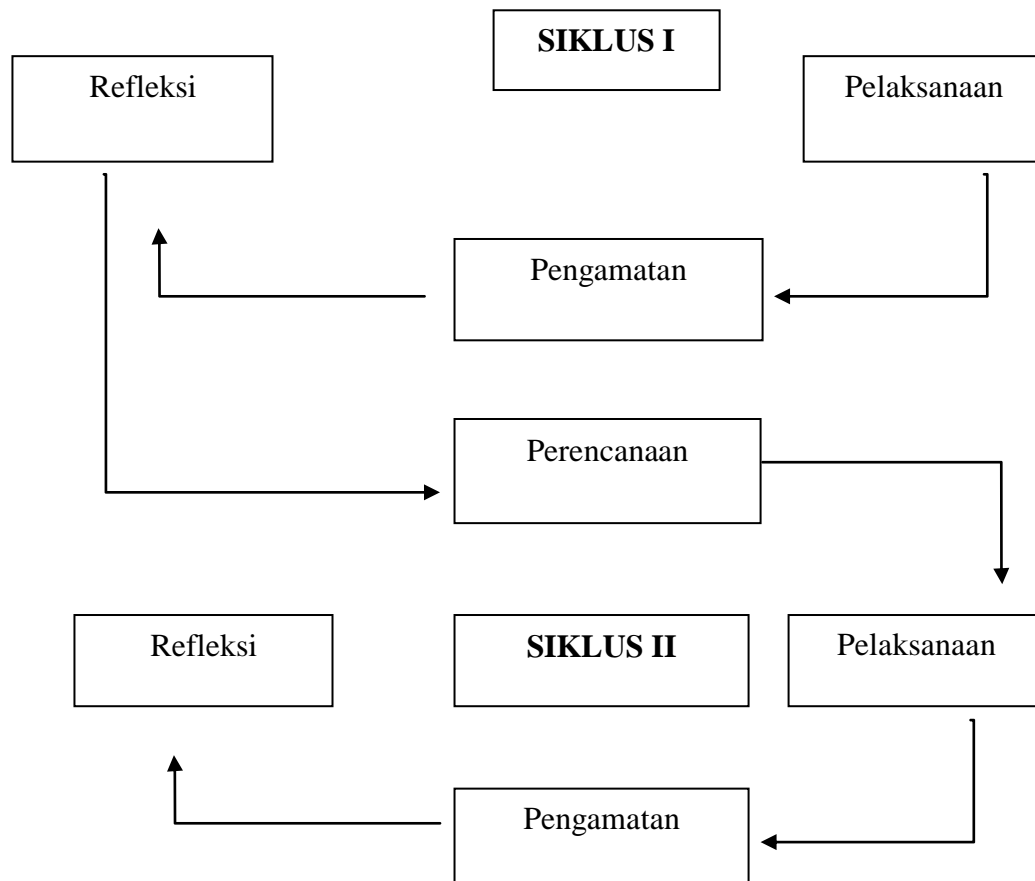 SIKLUS I
Refleksi
Pelaksanaan
Pengamatan
Perencanaan
Refleksi
SIKLUS II
Pelaksanaan
Pengamatan